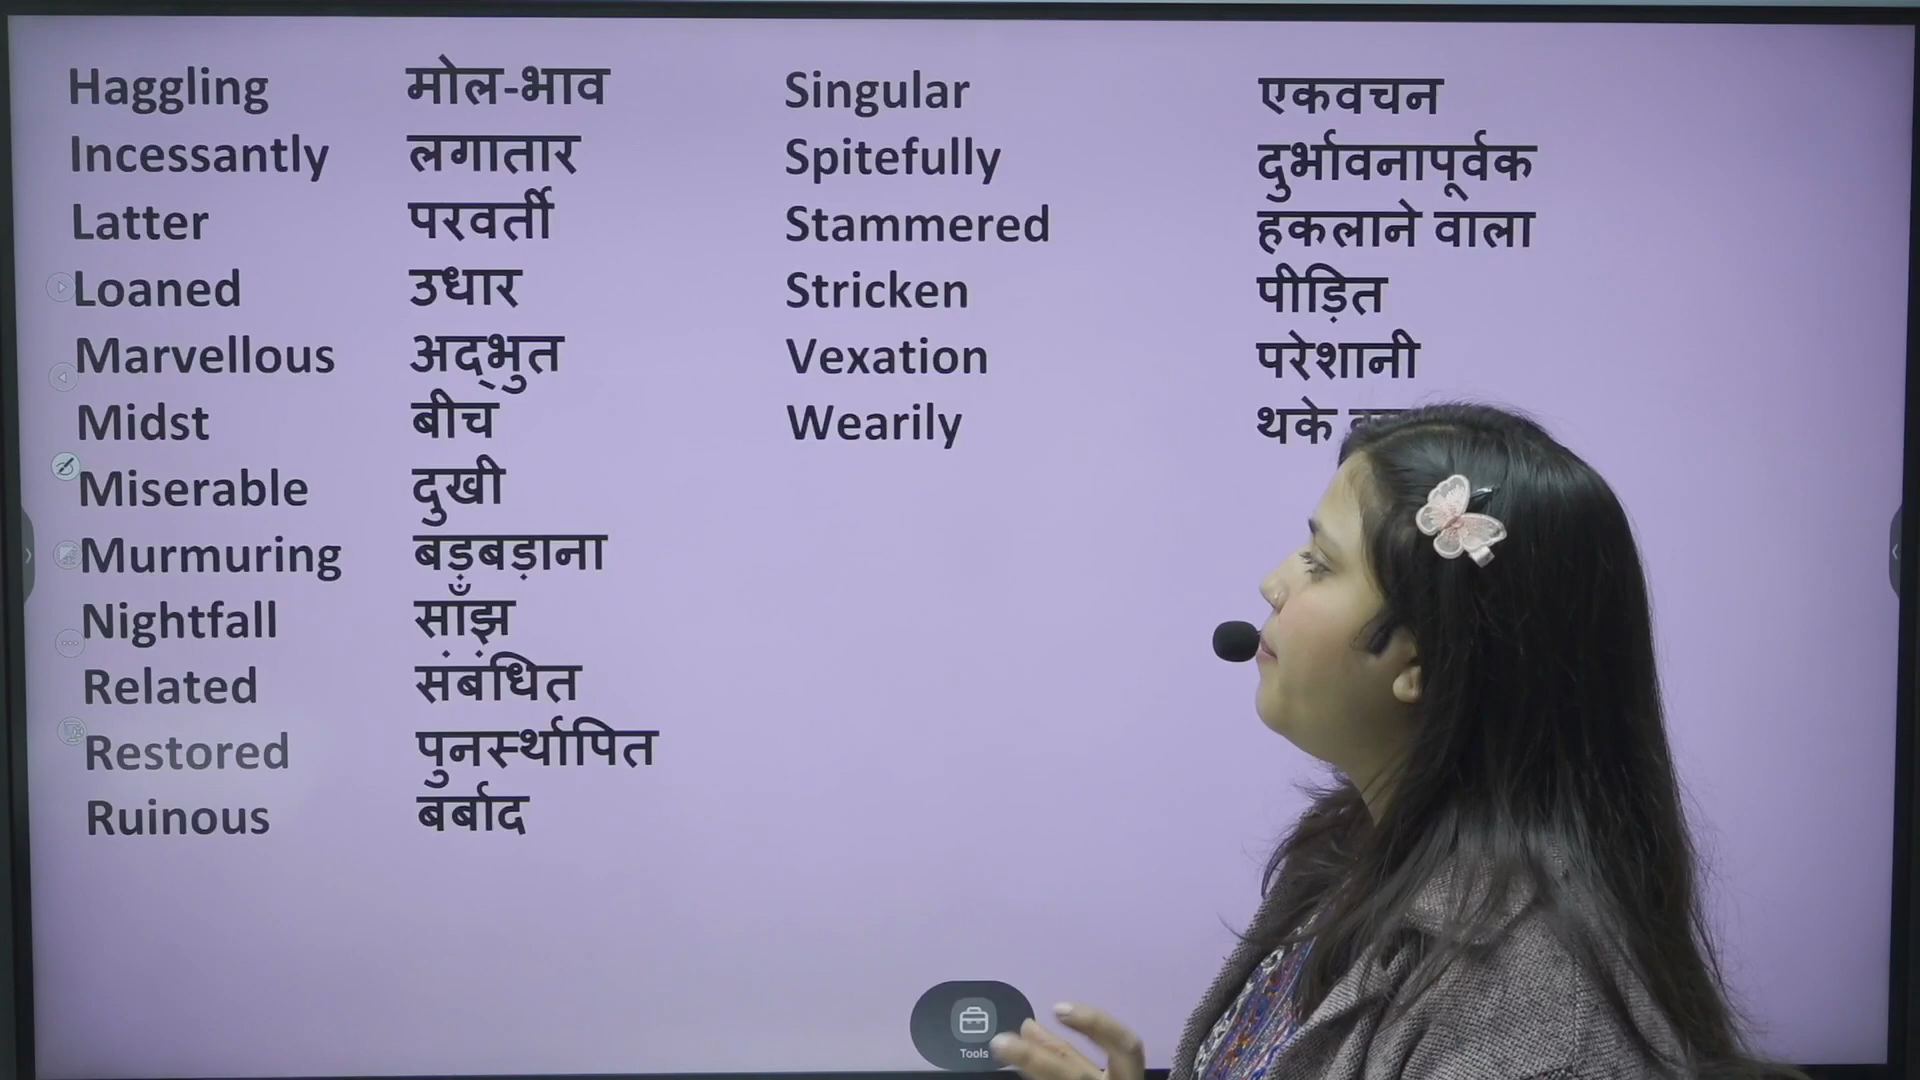 Haggling मोल-भाव
Incessantly लगातार
Latter परवर्ती
Loaned उधार
Marvellous अद्‌भुत
Midst बीच
Miserable दुखी
Murmuring बड़बड़ाना
Nightfall साँझ
Related संबंधित
Restored पुनर्स्थापित
Ruinous बर्बाद
Singular एकवचन
Spitefully दुर्भावनापूर्वक
Stammered हकलाने वाला
Stricken पीड़ित
Vexation परेशानी
Wearily थके
Tools